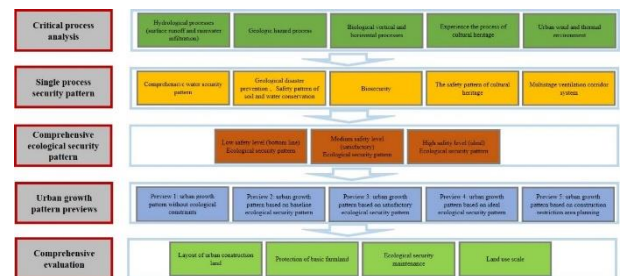 Critical process
analysis
Hydrological processes
(surface runoff and rainwater
infiltration)
Geologic hazard process
Biological vertical and
horizontal processes
Experience the process of
cultural heritage
Urban wind and thermal
environment
Single process
security pattern
Comprehensive water security
pattern
Geological disaster
prevention , Safety pattern of
soil and water conservation
Biosecurity
The safety pattern of cultural
heritage
Multistage ventilation corridor
system
Comprehensive
ecological security
pattern
Low safety level (bottom line)
Ecological security pattern
Medium safety level
(satisfactory)
Ecological security pattern
High safety level (ideal)
Ecological security pattern
Urban growth
pattern previews
Preview 1: urban growth
pattern without ecological
constraints
Preview 2: urban growth
pattern based on baseline
ecological security pattern
Preview 3: urban growth
pattern based on satisfactory
ecological security pattern
Preview 4: urban growth
pattern based on ideal
ecological security pattern
Preview 5: urban growth
pattern based on construction
restriction area planning
Comprehensive
evaluation
Layout of urban construction
land
Protection of basic farmland
Ecological security
maintenance
Land use scale